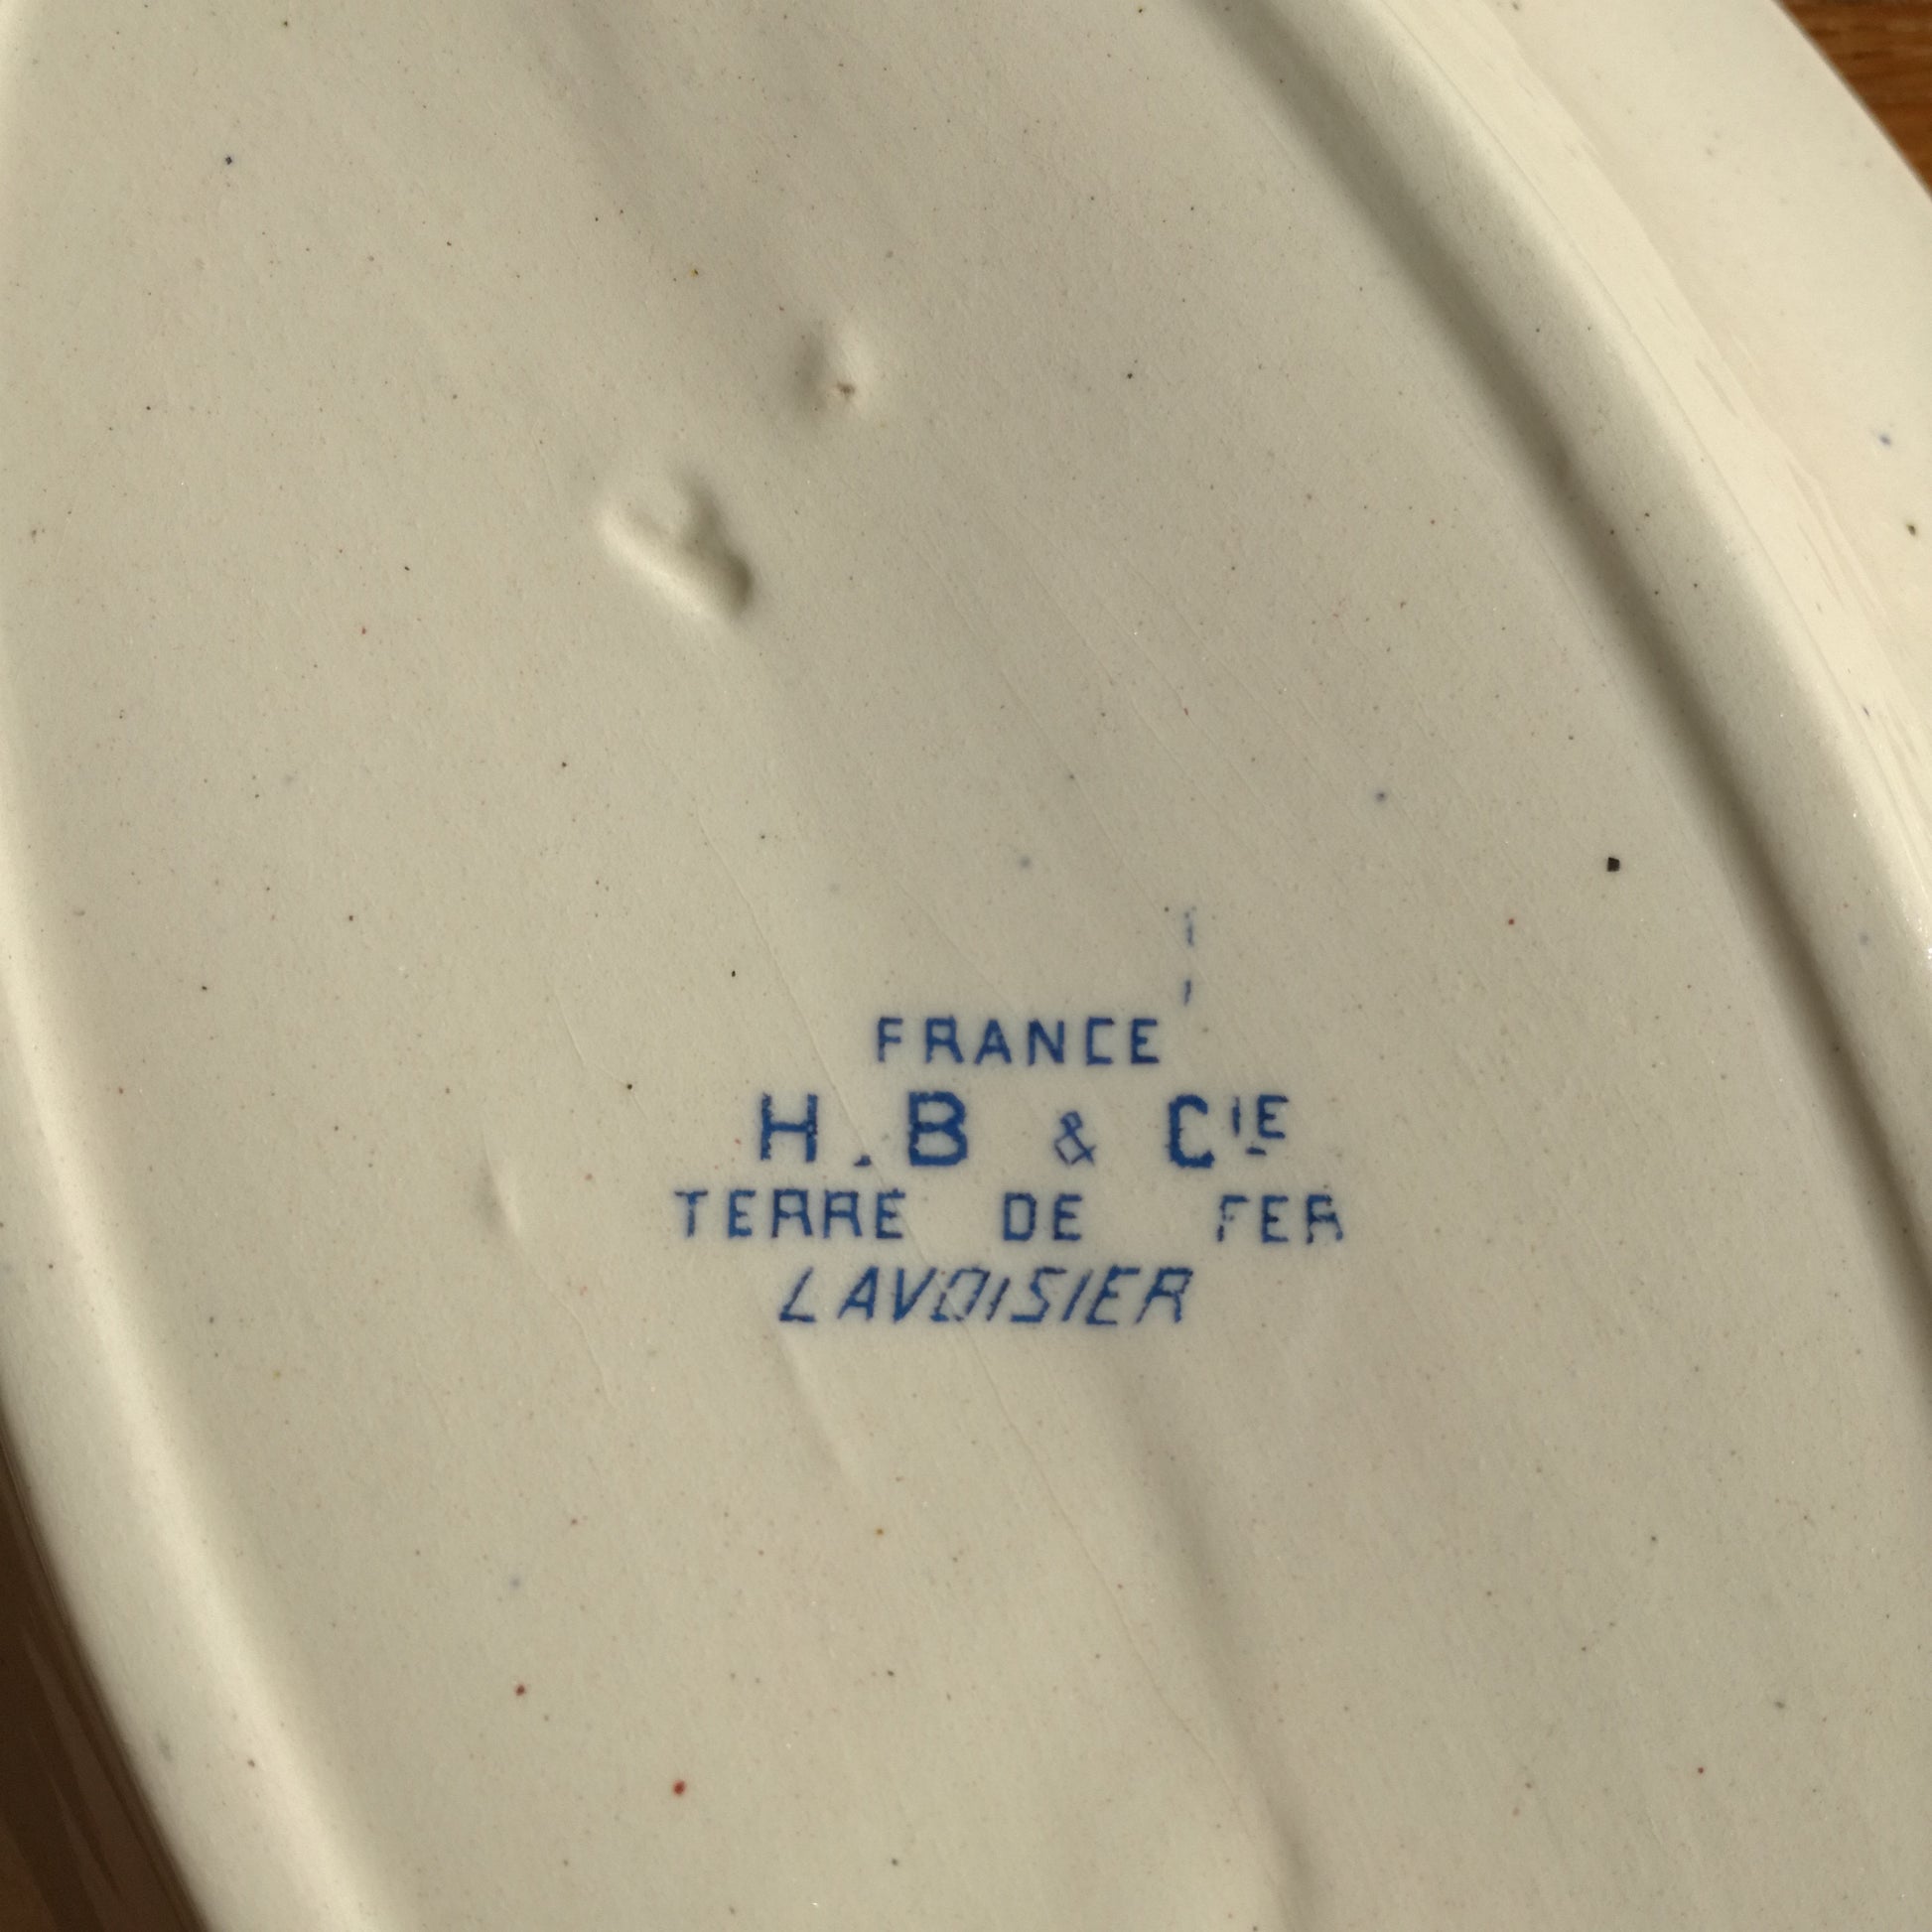 FRANCE
H.B & CIE
TERRE DE FER
LAVOISIER